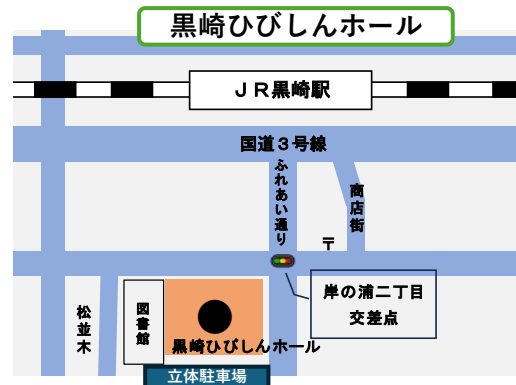 黒崎ひびしんホール
ＪＲ黒崎駅
国道３号線
ふれあい通り
商店街
〒
岸の浦二丁目
交差点
松並木
図書館
黒崎ひびしんホール
立体駐車場